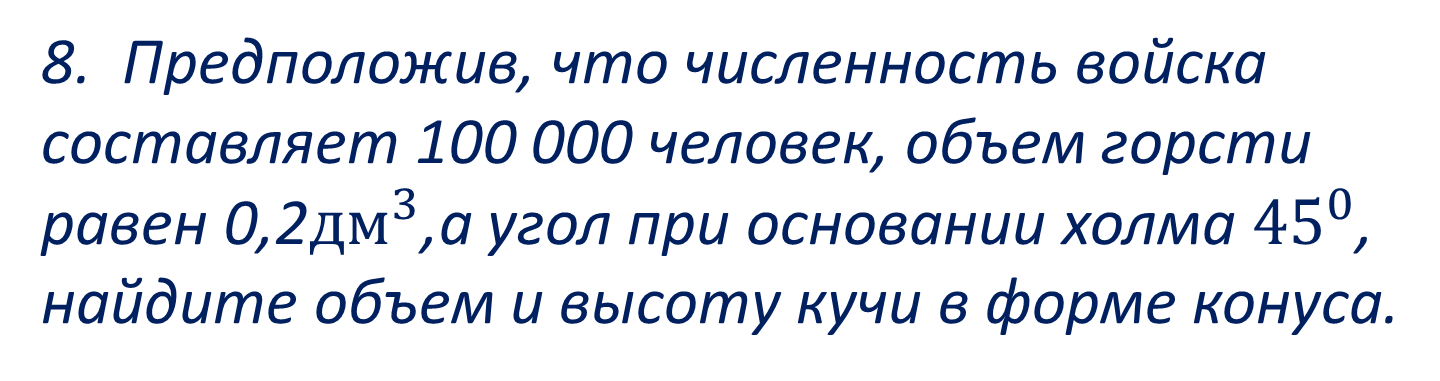 8. Предположив, что численность войска
составляет 100 000 человек, объем горсти
равен 0,2дм³,а угол при основании холма 45⁰,
найдите объем и высоту кучи в форме конуса.